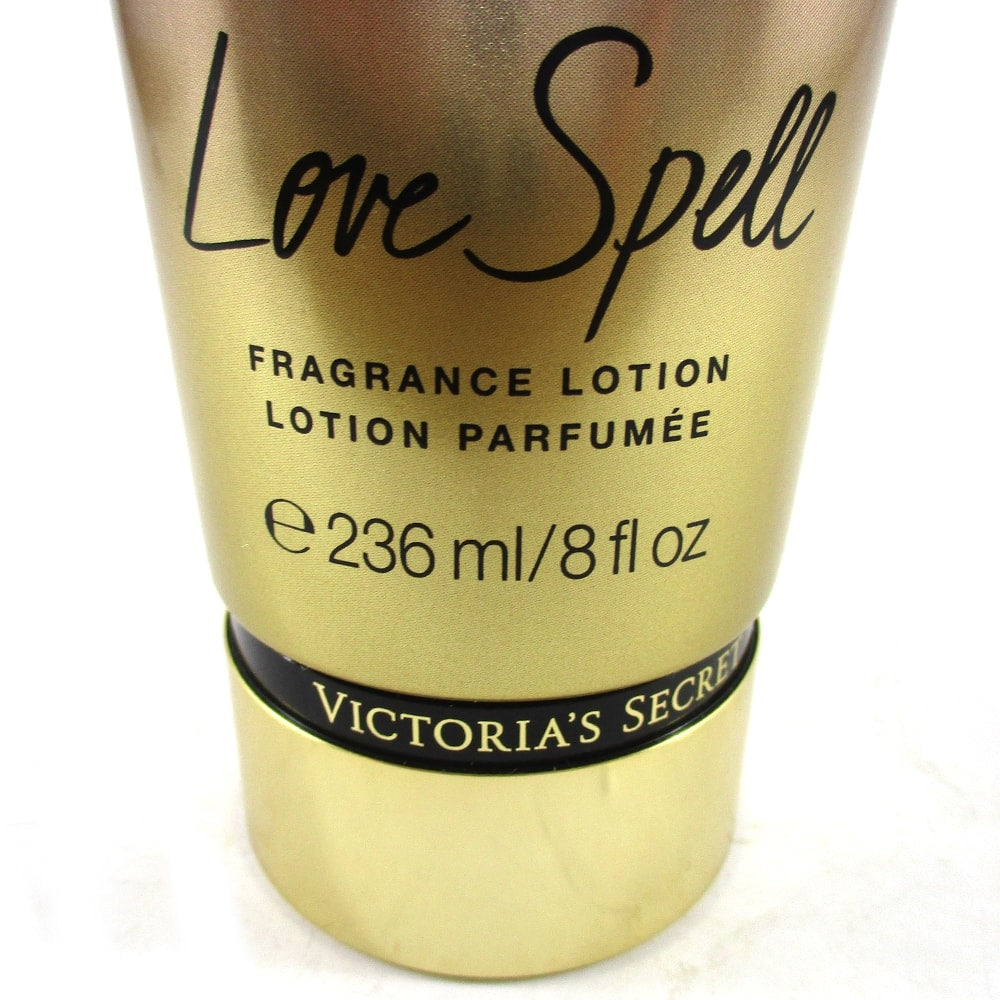 Love Spell
FRAGRANCE LOTION
LOTION PARFUMÉE
℮ 236 ml/8 fl oz
VICTORIA'S SECRET